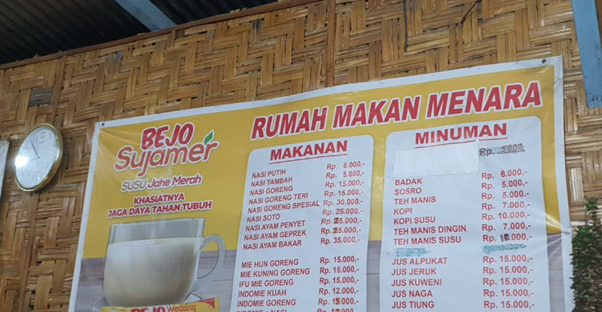 BEJO
Sujamer
SUSU Jahe Merah
KHASIATNYA
JAGA DAYA TAHAN TUBUH
BEJO
RUMAH MAKAN MENARA
MAKANAN
NASI PUTIH Rp. 8.000,-
NASI TAMBAH Rp. 5.000,-
NASI GORENG Rp. 15.000,-
NASI GORENG TERI Rp. 15.000,-
NASI GORENG SPESIAL Rp. 30.000,-
NASI SOTO Rp. 25.000,-
NASI AYAM PENYET Rp. 25.000,-
NASI AYAM GEPREK Rp. 25.000,-
NASI AYAM BAKAR Rp. 35.000,-
MIE HUN GORENG Rp. 15.000,-
MIE KUNING GORENG Rp. 15.000,-
IFU MIE GORENG Rp. 15.000,-
INDOMIE KUAH Rp. 12.000,-
INDOMIE GORENG Rp. 15.000,-
MINUMAN
Rp. 5.000
BADAK Rp. 6.000,-
SOSRO Rp. 5.000,-
TEH MANIS Rp. 5.000,-
KOPI Rp. 7.000,-
KOPI SUSU Rp. 10.000,-
TEH MANIS DINGIN Rp. 7.000,-
TEH MANIS SUSU Rp.
JUS ALPUKAT Rp. 15.000,-
JUS JERUK Rp. 15.000,-
JUS KUWENI Rp. 15.000,-
JUS NAGA Rp. 15.000,-
JUS TIUNG Rp. 15.000,-